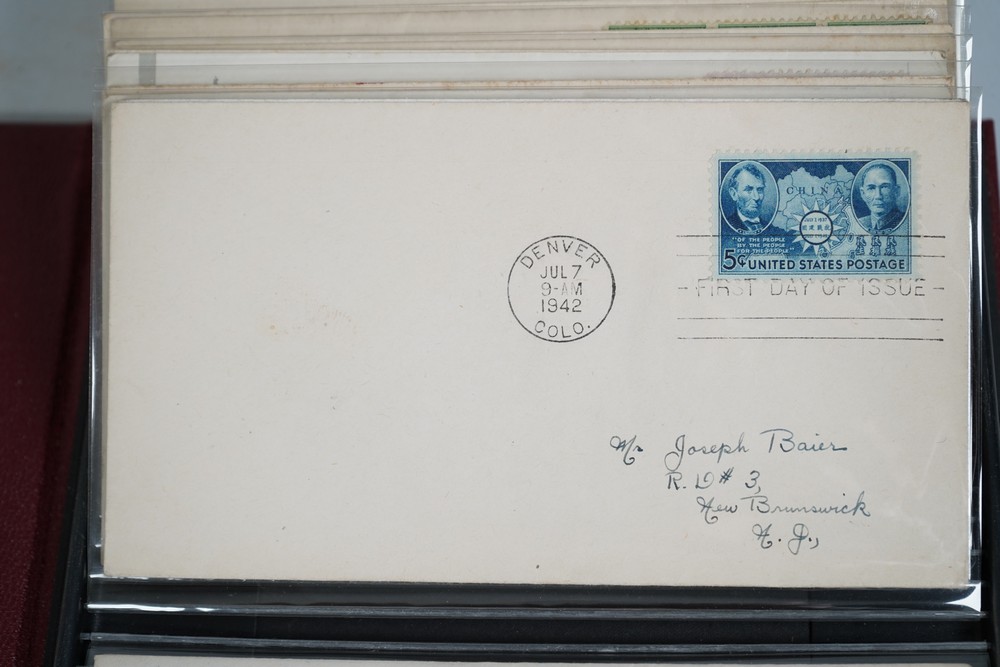 CHINA
"OF THE PEOPLE
BY THE PEOPLE
FOR THE PEOPLE"
5¢ UNITED STATES POSTAGE
DENVER
JUL 7
9-AM
1942
COLO.
FIRST DAY OF ISSUE
Mr Joseph Baier
R. D# 3,
New Brunswick
N. J.,